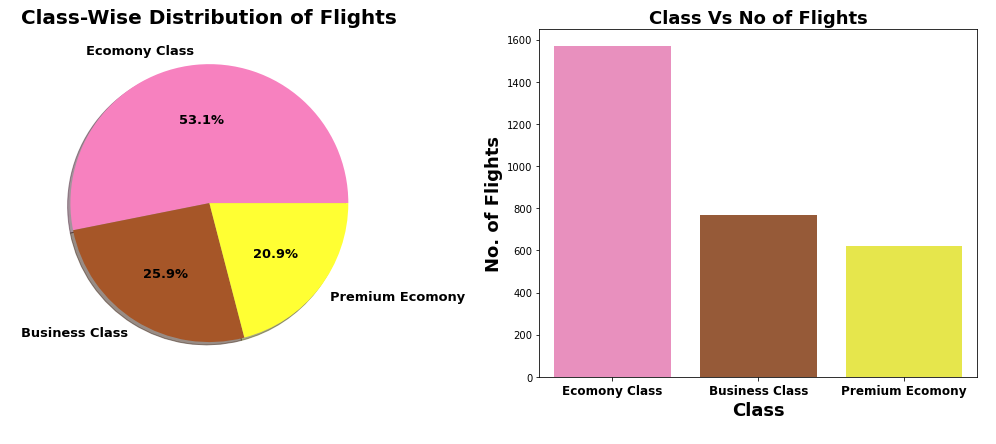 Class-Wise Distribution of Flights
Ecomony Class
53.1%
25.9%
20.9%
Business Class
Premium Ecomony
Class Vs No of Flights
No. of Flights
1600
1400
1200
1000
800
600
400
200
0
Ecomony Class
Business Class
Premium Ecomony
Class